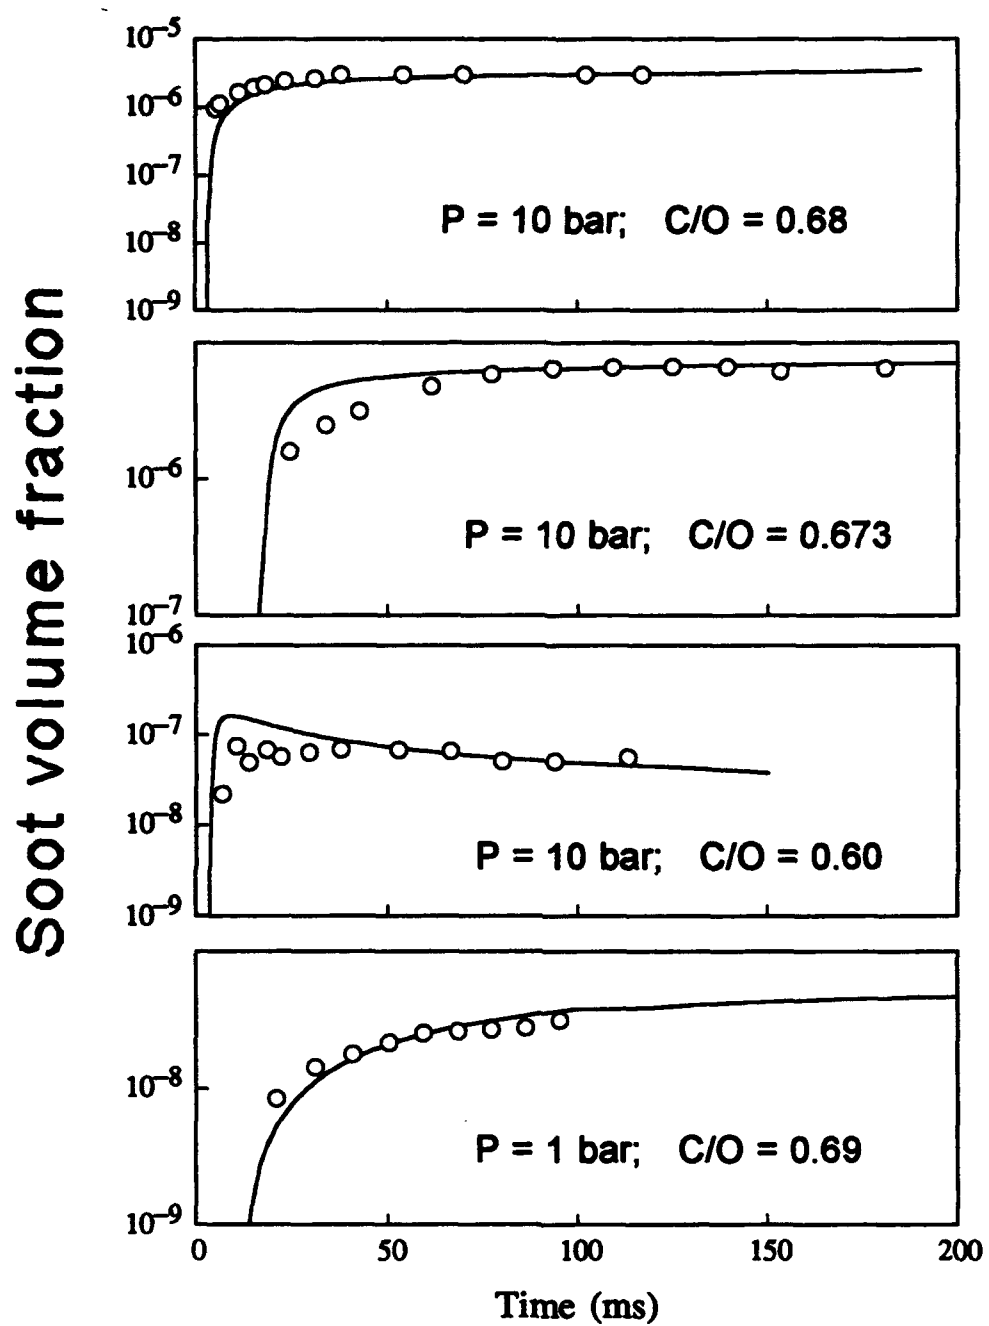 Soot volume fraction
10⁻⁵
10⁻⁶
10⁻⁷
10⁻⁸
10⁻⁹
P = 10 bar; C/O = 0.68
10⁻⁶
10⁻⁷
P = 10 bar; C/O = 0.673
10⁻⁶
10⁻⁷
10⁻⁸
10⁻⁹
P = 10 bar; C/O = 0.60
10⁻⁸
10⁻⁹
P = 1 bar; C/O = 0.69
0 50 100 150 200
Time (ms)